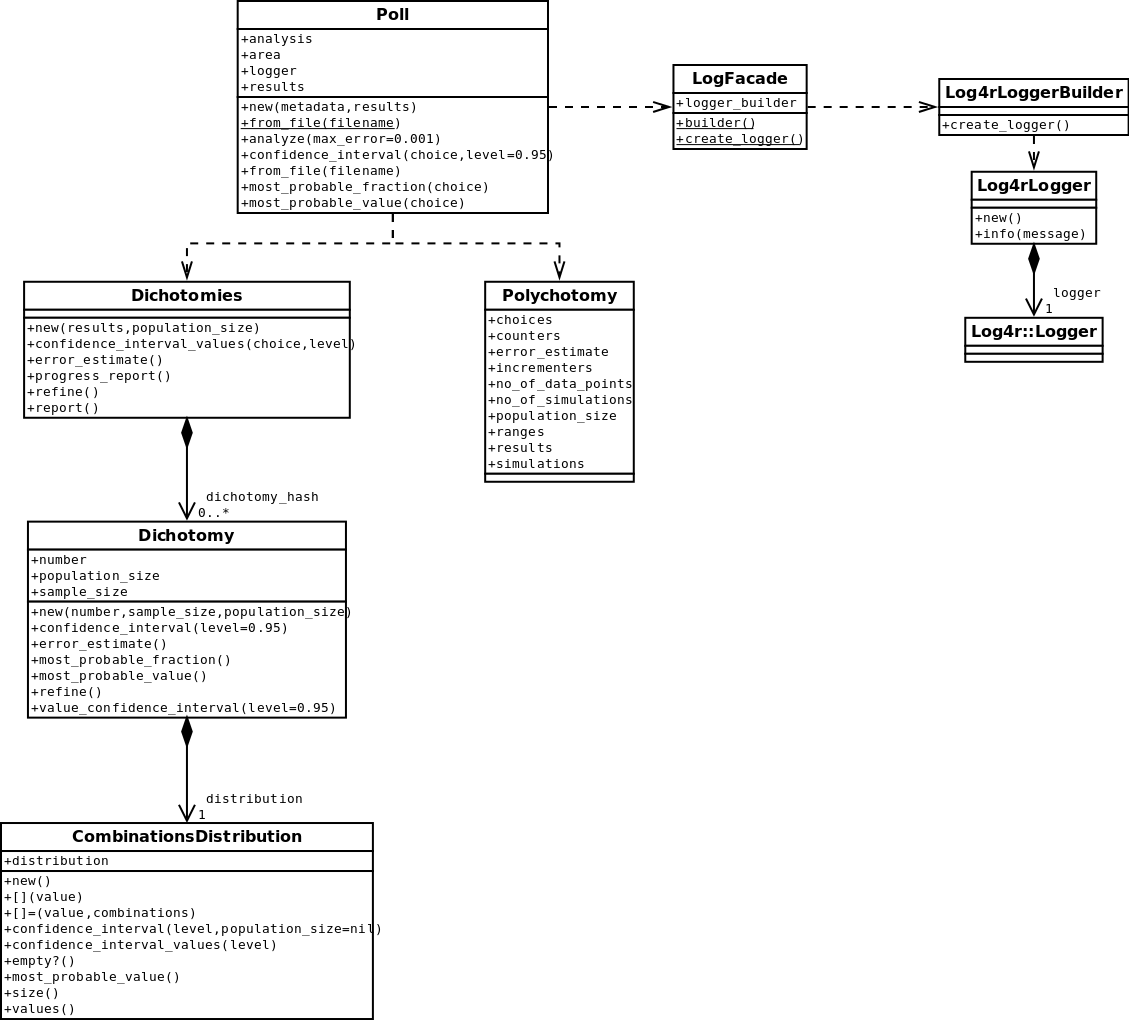 Poll
+analysis
+area
+logger
+results
+new(metadata,results)
+from_file(filename)
+analyze(max_error=0.001)
+confidence_interval(choice,level=0.95)
+from_file(filename)
+most_probable_fraction(choice)
+most_probable_value(choice)
LogFacade
+logger_builder
+builder()
+create_logger()
Log4rLoggerBuilder
+create_logger()
Log4rLogger
+new()
+info(message)
logger
1
Log4r::Logger
Dichotomies
+new(results,population_size)
+confidence_interval_values(choice,level)
+error_estimate()
+progress_report()
+refine()
+report()
Polychotomy
+choices
+counters
+error_estimate
+incrementers
+no_of_data_points
+no_of_simulations
+population_size
+ranges
+results
+simulations
dichotomy_hash
0..*
Dichotomy
+number
+population_size
+sample_size
+new(number,sample_size,population_size)
+confidence_interval(level=0.95)
+error_estimate()
+most_probable_fraction()
+most_probable_value()
+refine()
+value_confidence_interval(level=0.95)
distribution
1
CombinationsDistribution
+distribution
+new()
+[](value)
+[]=(value,combinations)
+confidence_interval(level,population_size=nil)
+confidence_interval_values(level)
+empty?()
+most_probable_value()
+size()
+values()